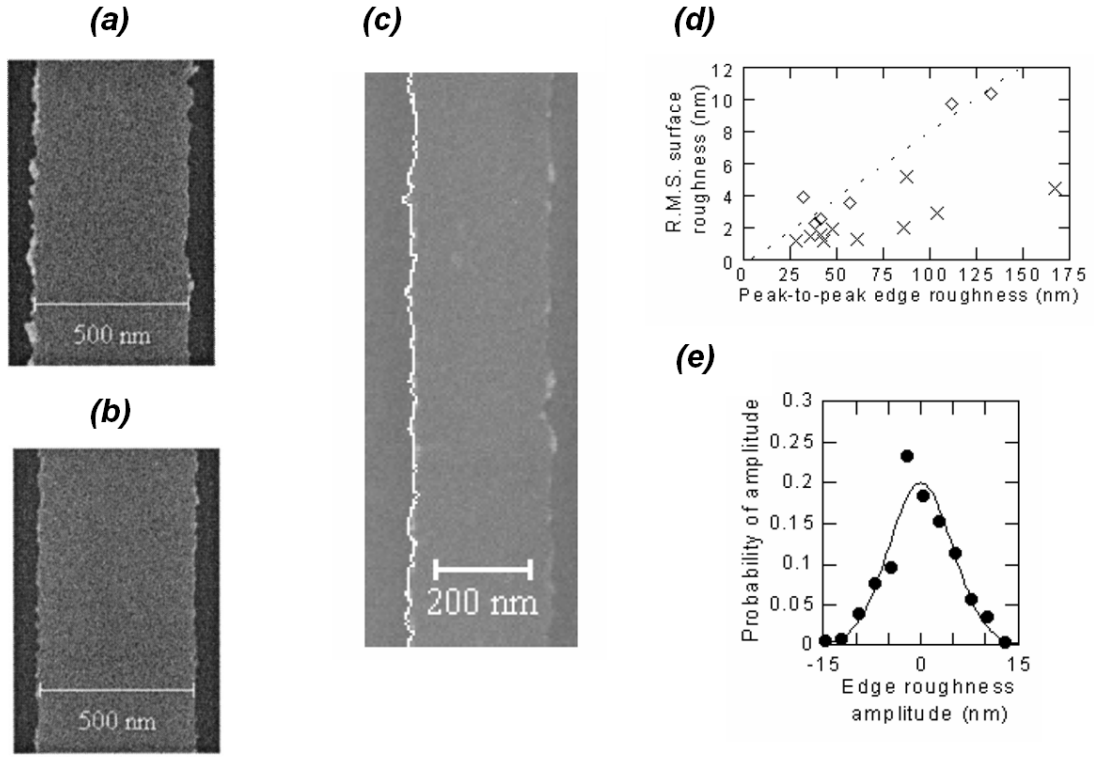 (a)
500 nm
(b)
500 nm
(c)
200 nm
(d)
R.M.S. surface
roughness (nm)
12
10
8
6
4
2
0
0 25 50 75 100 125 150 175
Peak-to-peak edge roughness (nm)
(e)
Probability of amplitude
0.3
0.25
0.2
0.15
0.1
0.05
0
-15 0 15
Edge roughness
amplitude (nm)